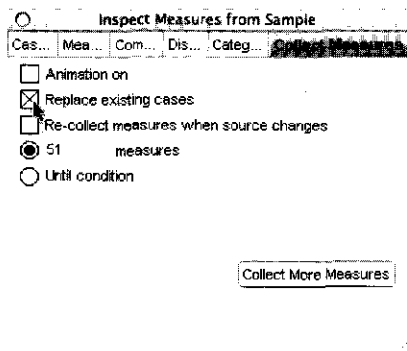 Inspect Measures from Sample
Cas... Mea... Com... Dis... Categ... Collect Measures
Animation on
Replace existing cases
Re-collect measures when source changes
51 measures
Until condition
Collect More Measures